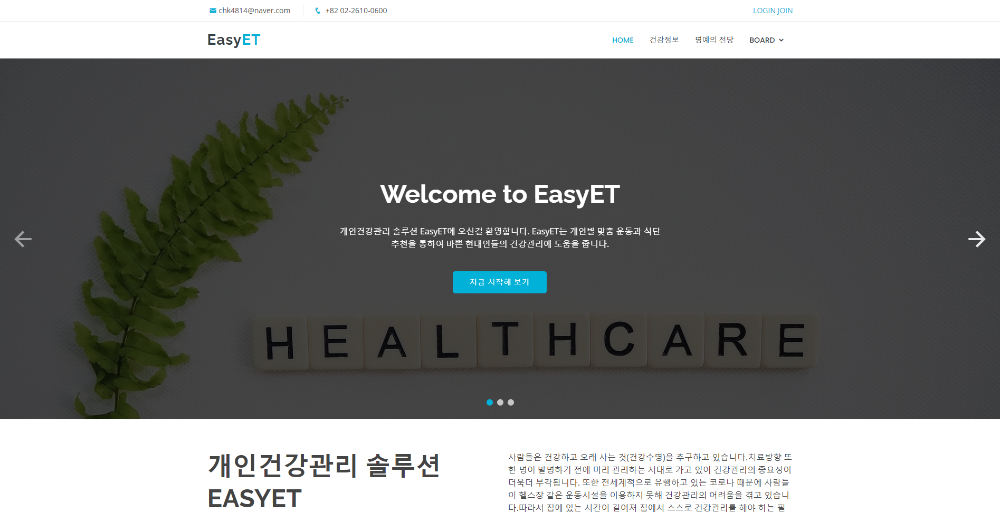 chk4814@naver.com +82 02-2610-0600 LOGIN JOIN
EasyET HOME 건강정보 명예의 전당 BOARD
Welcome to EasyET
개인건강관리 솔루션 EasyET에 오신걸 환영합니다. EasyET는 개인별 맞춤 운동과 식단
추천을 통하여 바쁜 현대인들의 건강관리에 도움을 줍니다.
지금 시작해 보기
HEALTHCARE
개인건강관리 솔루션
EASYET
사람들은 건강하고 오래 사는 것(건강수명)을 추구하고 있습니다.치료방향 또
한 병이 발병하기 전에 미리 관리하는 시대로 가고 있어 건강관리의 중요성이
더욱더 부각됩니다. 또한 전세계적으로 유행하고 있는 코로나 때문에 사람들
이 헬스장 같은 운동시설을 이용하지 못해 건강관리의 어려움을 겪고 있습니
다.따라서 집에 있는 시간이 길어져 집에서 스스로 건강관리를 해야 하는 필